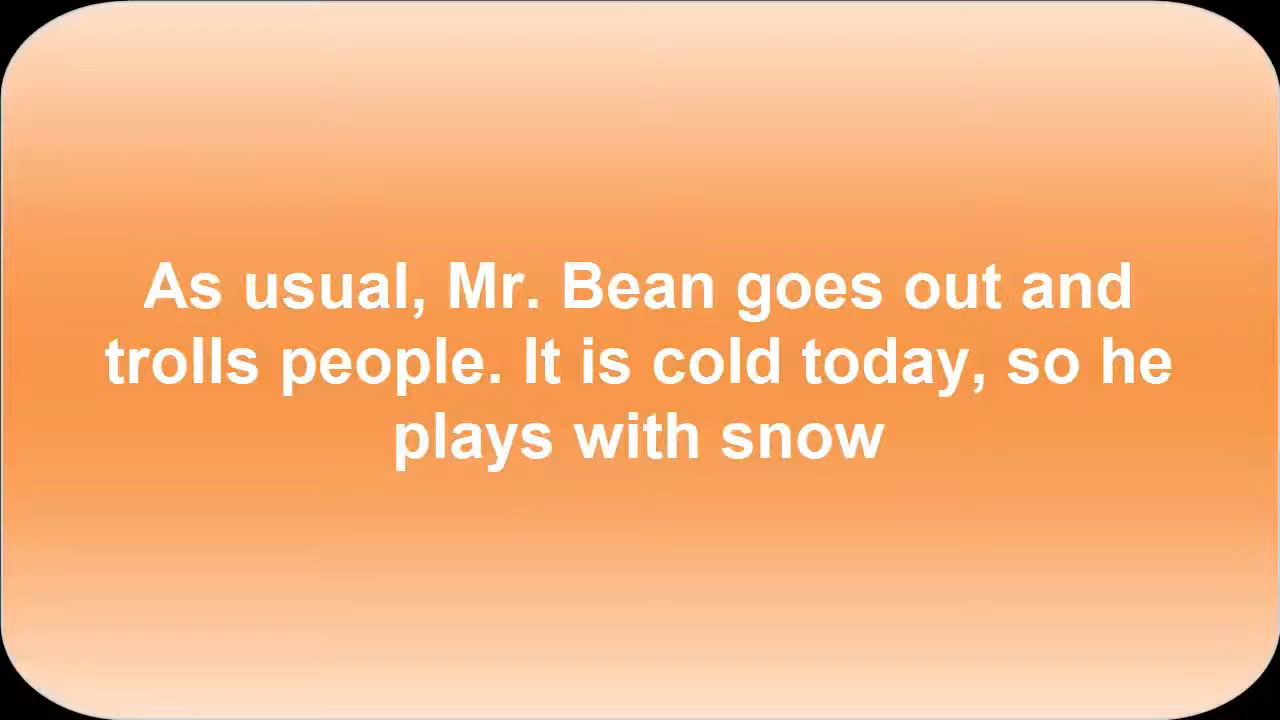 As usual, Mr. Bean goes out and
trolls people. It is cold today, so he
plays with snow